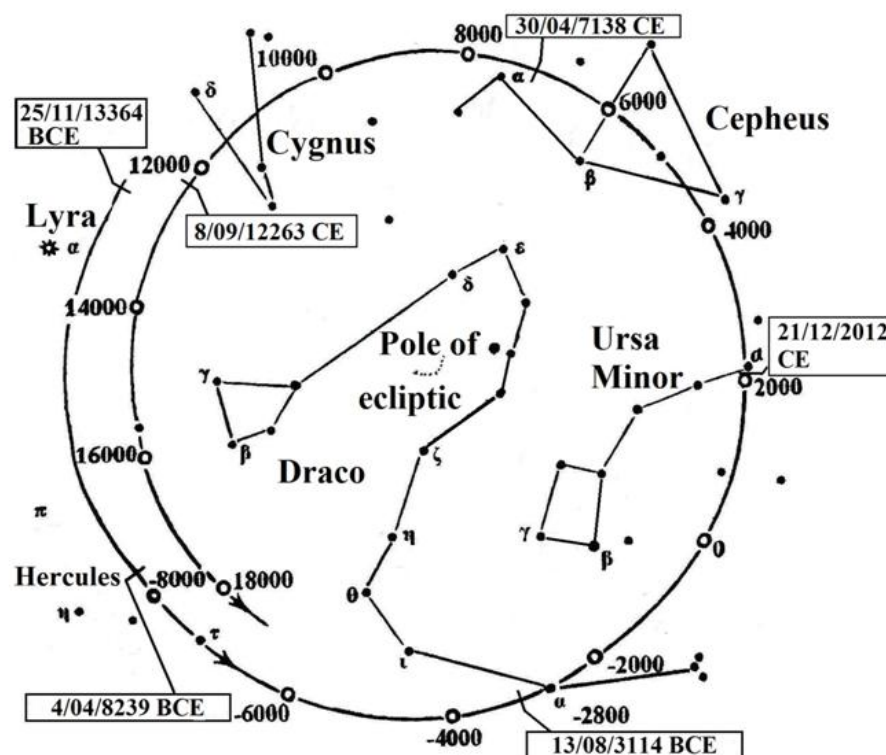 30/04/7138 CE
8000
10000
α
δ
6000
Cepheus
25/11/13364
BCE
Cygnus
12000
β
γ
Lyra
α
8/09/12263 CE
-4000
ε
δ
14000
Ursa
Minor
21/12/2012
CE
α
2000
Pole of
ecliptic
γ
β
ζ
16000
Draco
π
η
γ
β
0
Hercules
-8000
18000
η
θ
τ
ι
-2000
α
4/04/8239 BCE
-6000
-4000
-2800
13/08/3114 BCE